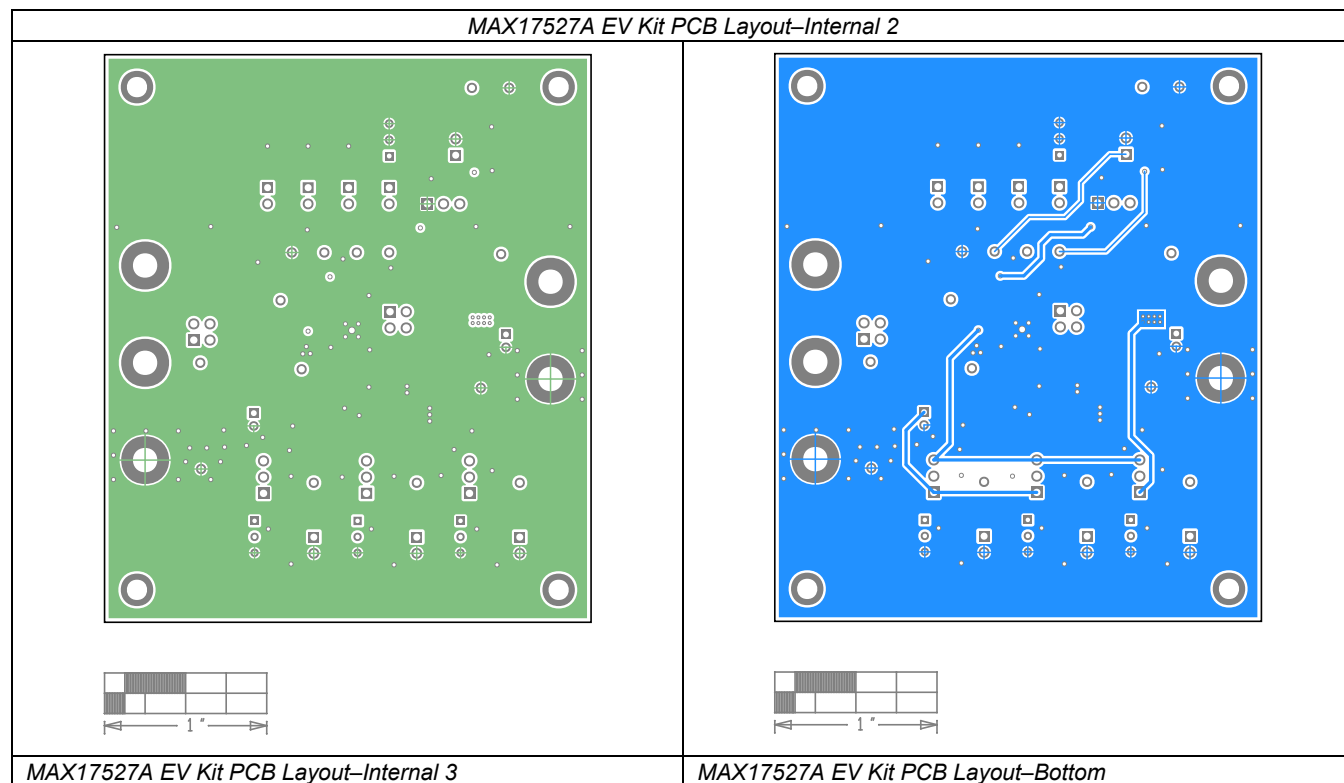 MAX17527A EV Kit PCB Layout–Internal 2
1 "
1 "
MAX17527A EV Kit PCB Layout–Internal 3
MAX17527A EV Kit PCB Layout–Bottom